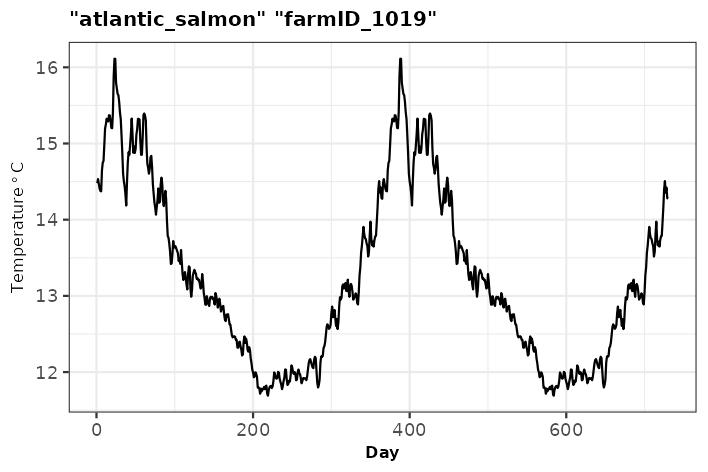 "atlantic_salmon" "farmID_1019"
Temperature ° C
16
15
14
13
12
0 200 400 600
Day